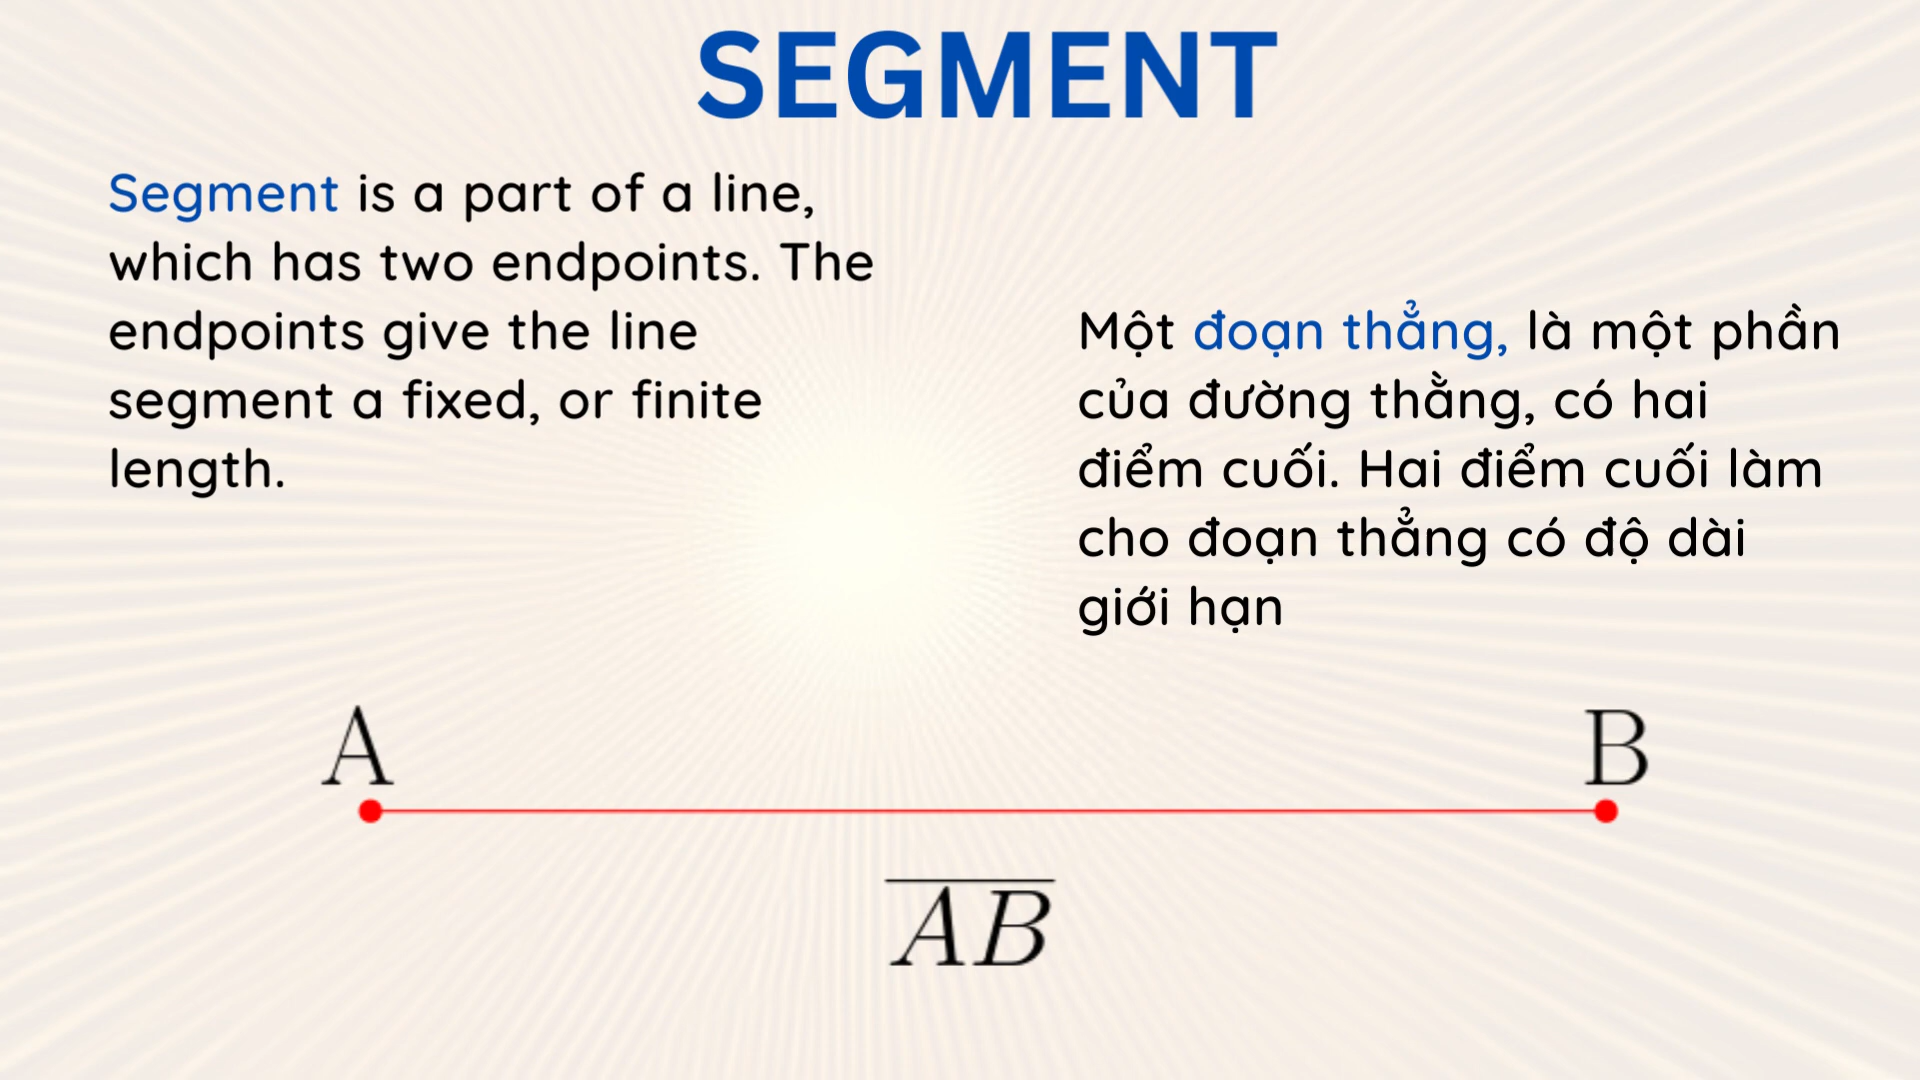 SEGMENT
Segment is a part of a line,
which has two endpoints. The
endpoints give the line
segment a fixed, or finite
length.
Một đoạn thẳng, là một phần
của đường thằng, có hai
điểm cuối. Hai điểm cuối làm
cho đoạn thẳng có độ dài
giới hạn
A
B
A̅B̅